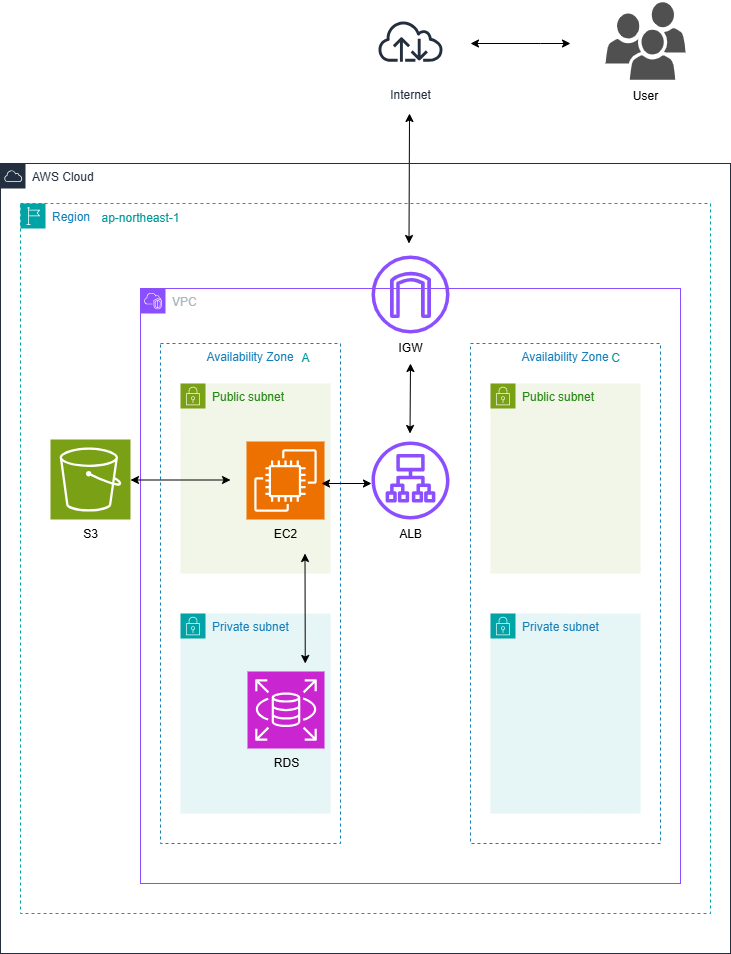 Internet
User
AWS Cloud
Region ap-northeast-1
VPC
IGW
Availability Zone A
Availability Zone C
Public subnet
Public subnet
S3
EC2
ALB
Private subnet
Private subnet
RDS